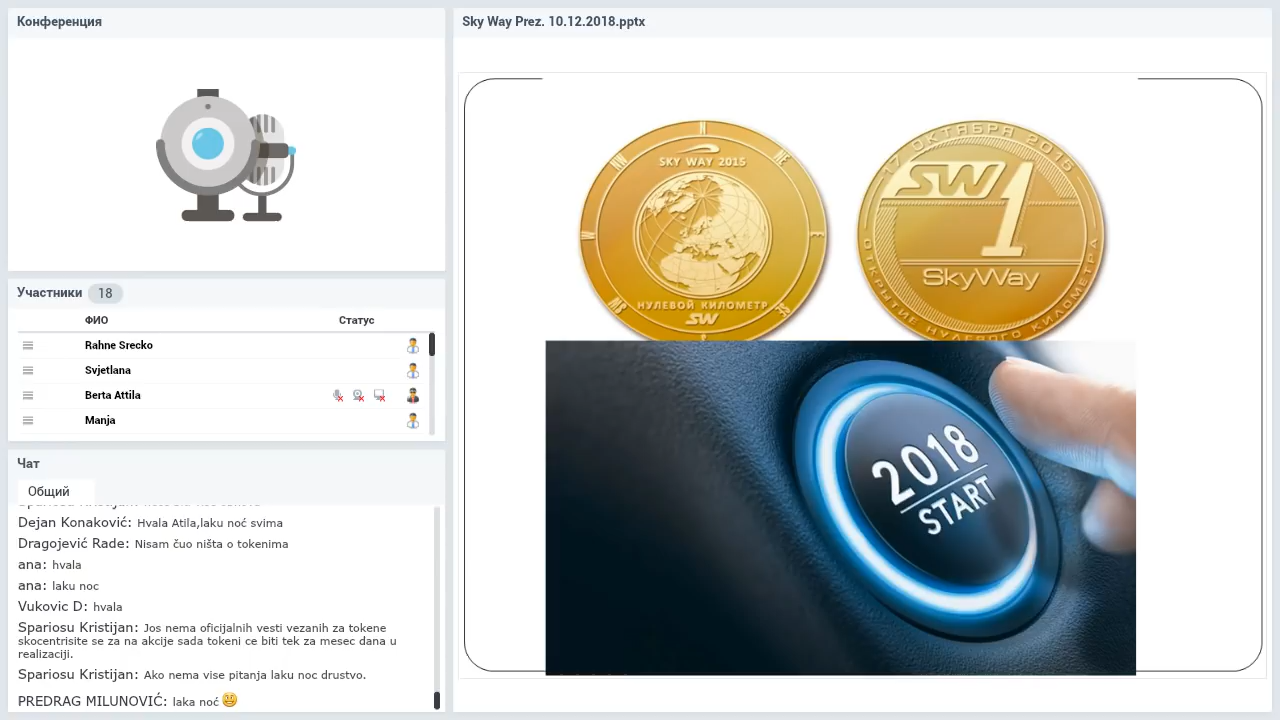 Конференция
Участники 18
ФИО Статус
Rahne Srecko
Svjetlana
Berta Attila
Manja
Чат
Общий
Dejan Konaković: Hvala Atila,laku noć svima
Dragojević Rade: Nisam čuo ništa o tokenima
ana: hvala
ana: laku noc
Vukovic D: hvala
Spariosu Kristijan: Jos nema oficijalnih vesti vezanih za tokene
skocentrisite se za na akcije sada tokeni ce biti tek za mesec dana u
realizaciji.
Spariosu Kristijan: Ako nema vise pitanja laku noc drustvo.
PREDRAG MILUNOVIĆ: laka noć
Sky Way Prez. 10.12.2018.pptx
N
NW
NE
SKY WAY 2015
W
E
SE
НУЛЕВОЙ КИЛОМЕТР
SW
17 ОКТЯБРЯ 2015
SW
1
SkyWay
ОТКРЫТИЕ НУЛЕВОГО КИЛОМЕТРА
2018
START